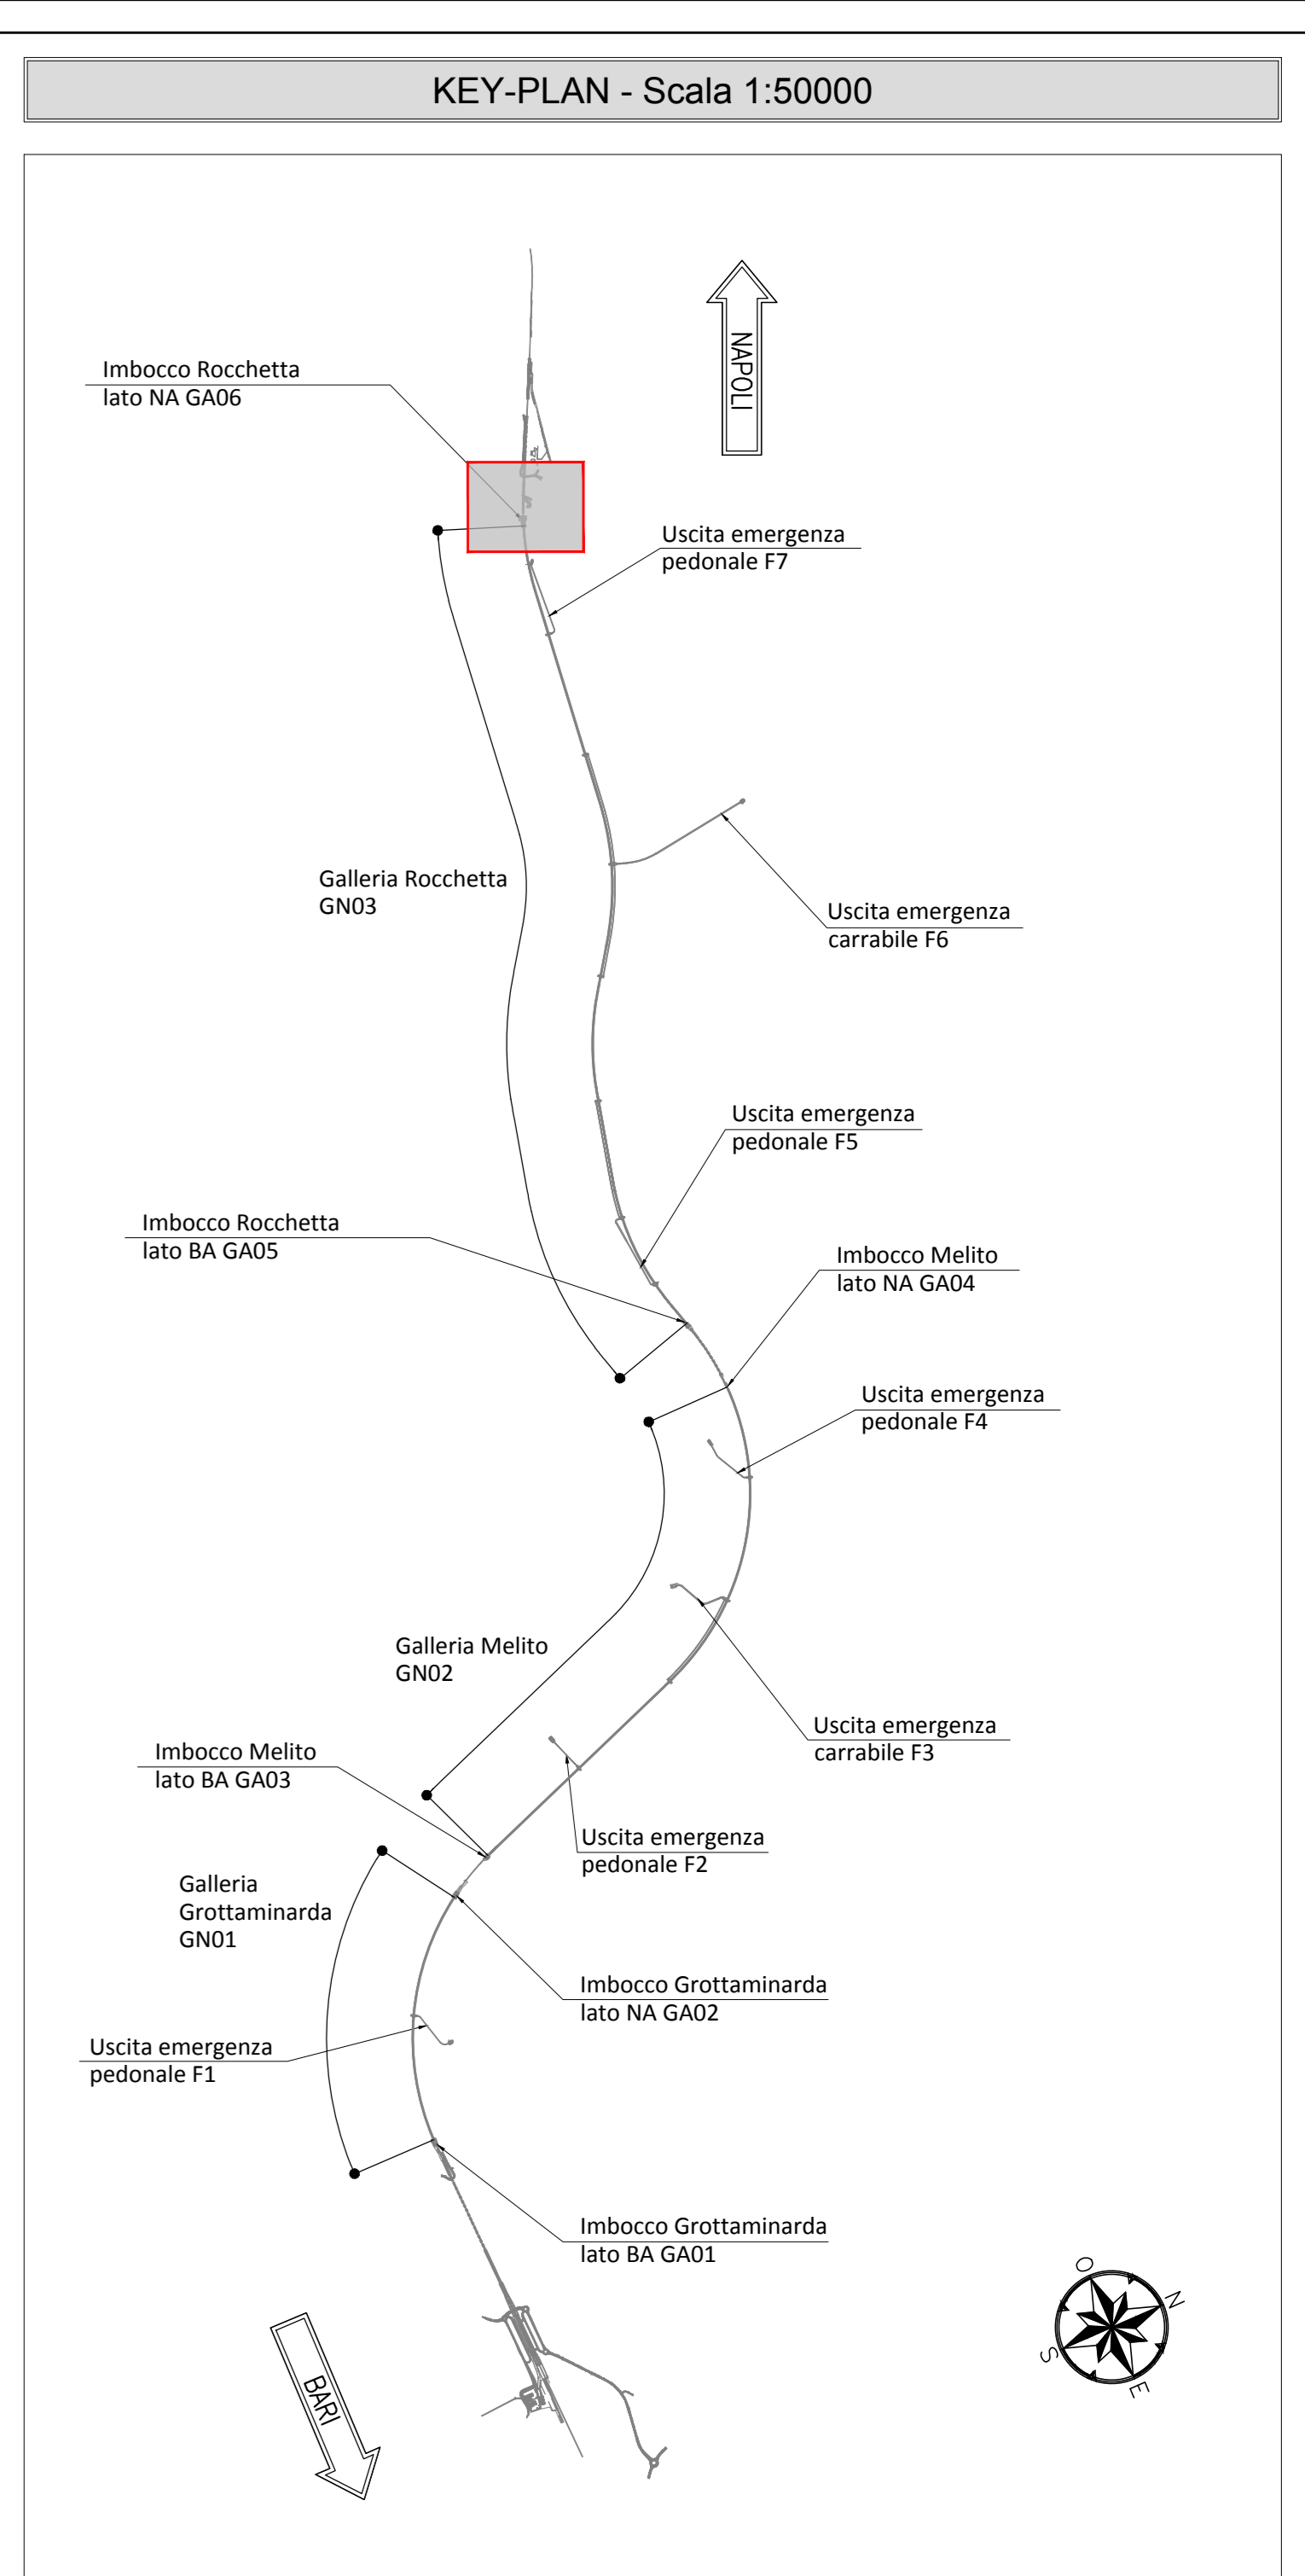 KEY-PLAN - Scala 1:50000
NAPOLI
Imbocco Rocchetta
lato NA GA06
Uscita emergenza
pedonale F7
Galleria Rocchetta
GN03
Uscita emergenza
carrabile F6
Uscita emergenza
pedonale F5
Imbocco Rocchetta
lato BA GA05
Imbocco Melito
lato NA GA04
Uscita emergenza
pedonale F4
Galleria Melito
GN02
Uscita emergenza
carrabile F3
Imbocco Melito
lato BA GA03
Uscita emergenza
pedonale F2
Galleria
Grottaminarda
GN01
Imbocco Grottaminarda
lato NA GA02
Uscita emergenza
pedonale F1
Imbocco Grottaminarda
lato BA GA01
O
N
S
E
BARI